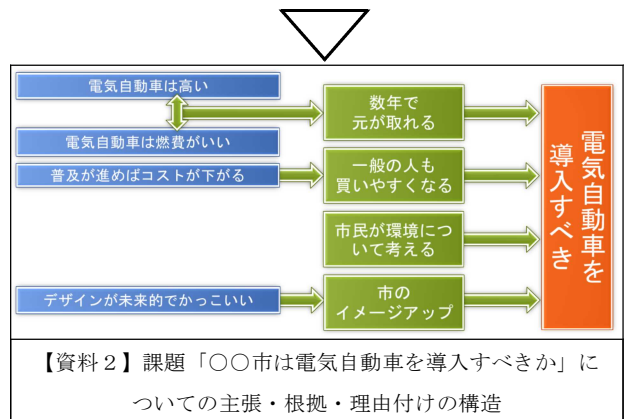 電気自動車は高い
電気自動車は燃費がいい
普及が進めばコストが下がる
デザインが未来的でかっこいい
数年で
元が取れる
一般の人も
買いやすくなる
市民が環境につ
いて考える
市の
イメージアップ
電気自動車を
導入すべき
【資料２】課題「○○市は電気自動車を導入すべきか」に
ついての主張・根拠・理由付けの構造